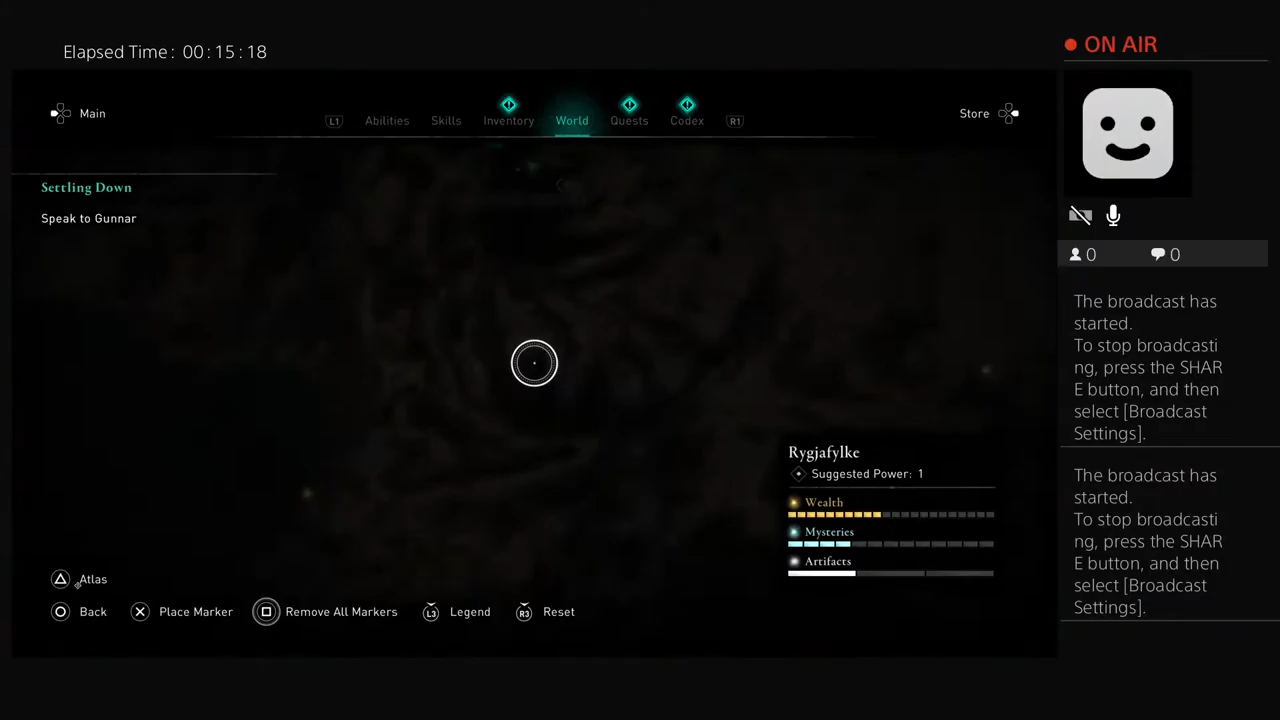 Elapsed Time: 00:15:18
ON AIR
Main
L1 Abilities Skills Inventory World Quests Codex R1
Store
Settling Down
Speak to Gunnar
0 0
The broadcast has
started.
To stop broadcasti
ng, press the SHAR
E button, and then
select [Broadcast
Settings].
Rygjafylke
Suggested Power: 1
Wealth
Mysteries
Artifacts
The broadcast has
started.
To stop broadcasti
ng, press the SHAR
E button, and then
select [Broadcast
Settings].
Atlas
Back Place Marker Remove All Markers L3 Legend R3 Reset